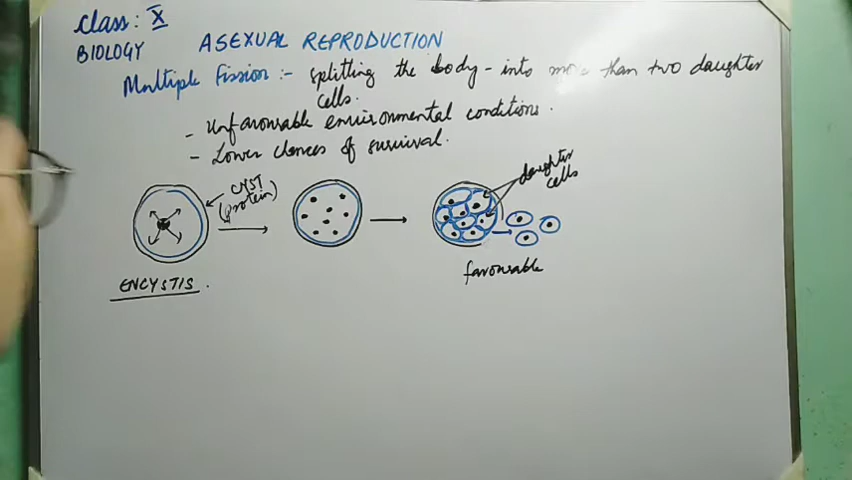 Class: X
BIOLOGY
ASEXUAL REPRODUCTION
Multiple Fission :- splitting the body - into more than two daughter
cells.
- Unfavourable environmental conditions.
- Lower chances of survival.
CYST
(protein)
daughter
cells
favourable
ENCYSTIS.